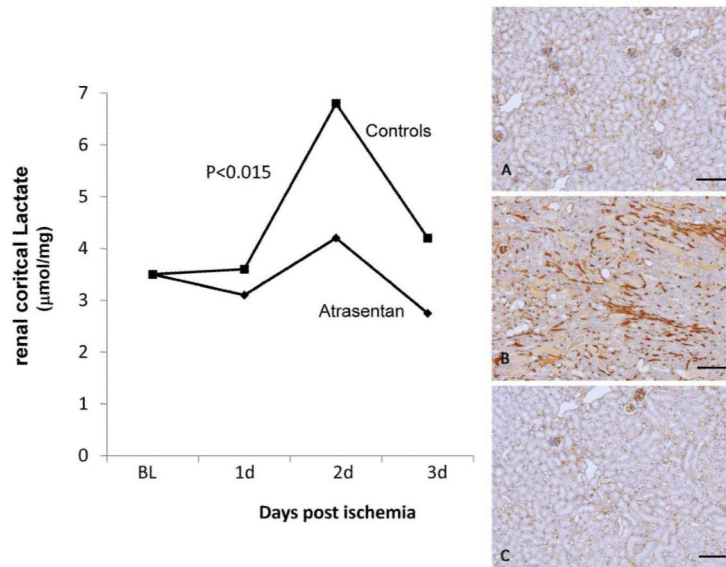 7
6
5
4
3
2
1
0
renal coritcal Lactate
(μmol/mg)
P<0.015
Controls
Atrasentan
BL 1d 2d 3d
Days post ischemia
A
B
C